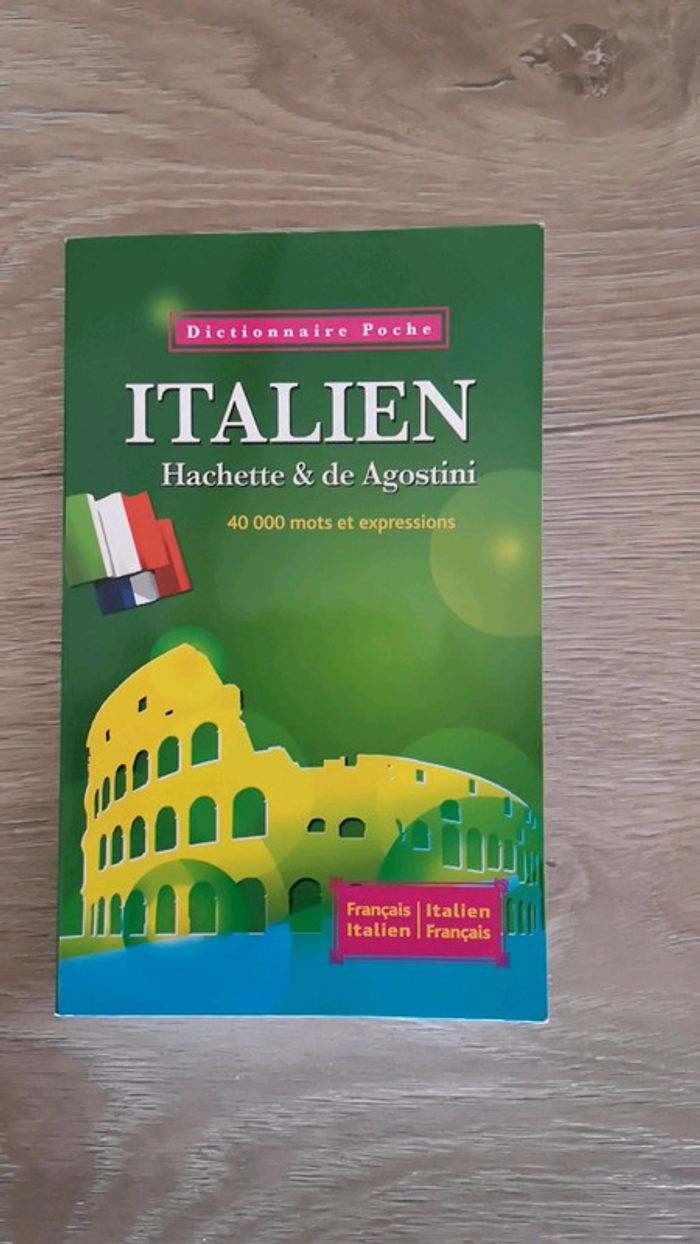 Dictionnaire Poche
ITALIEN
Hachette & de Agostini
40 000 mots et expressions
Français | Italien
Italien | Français